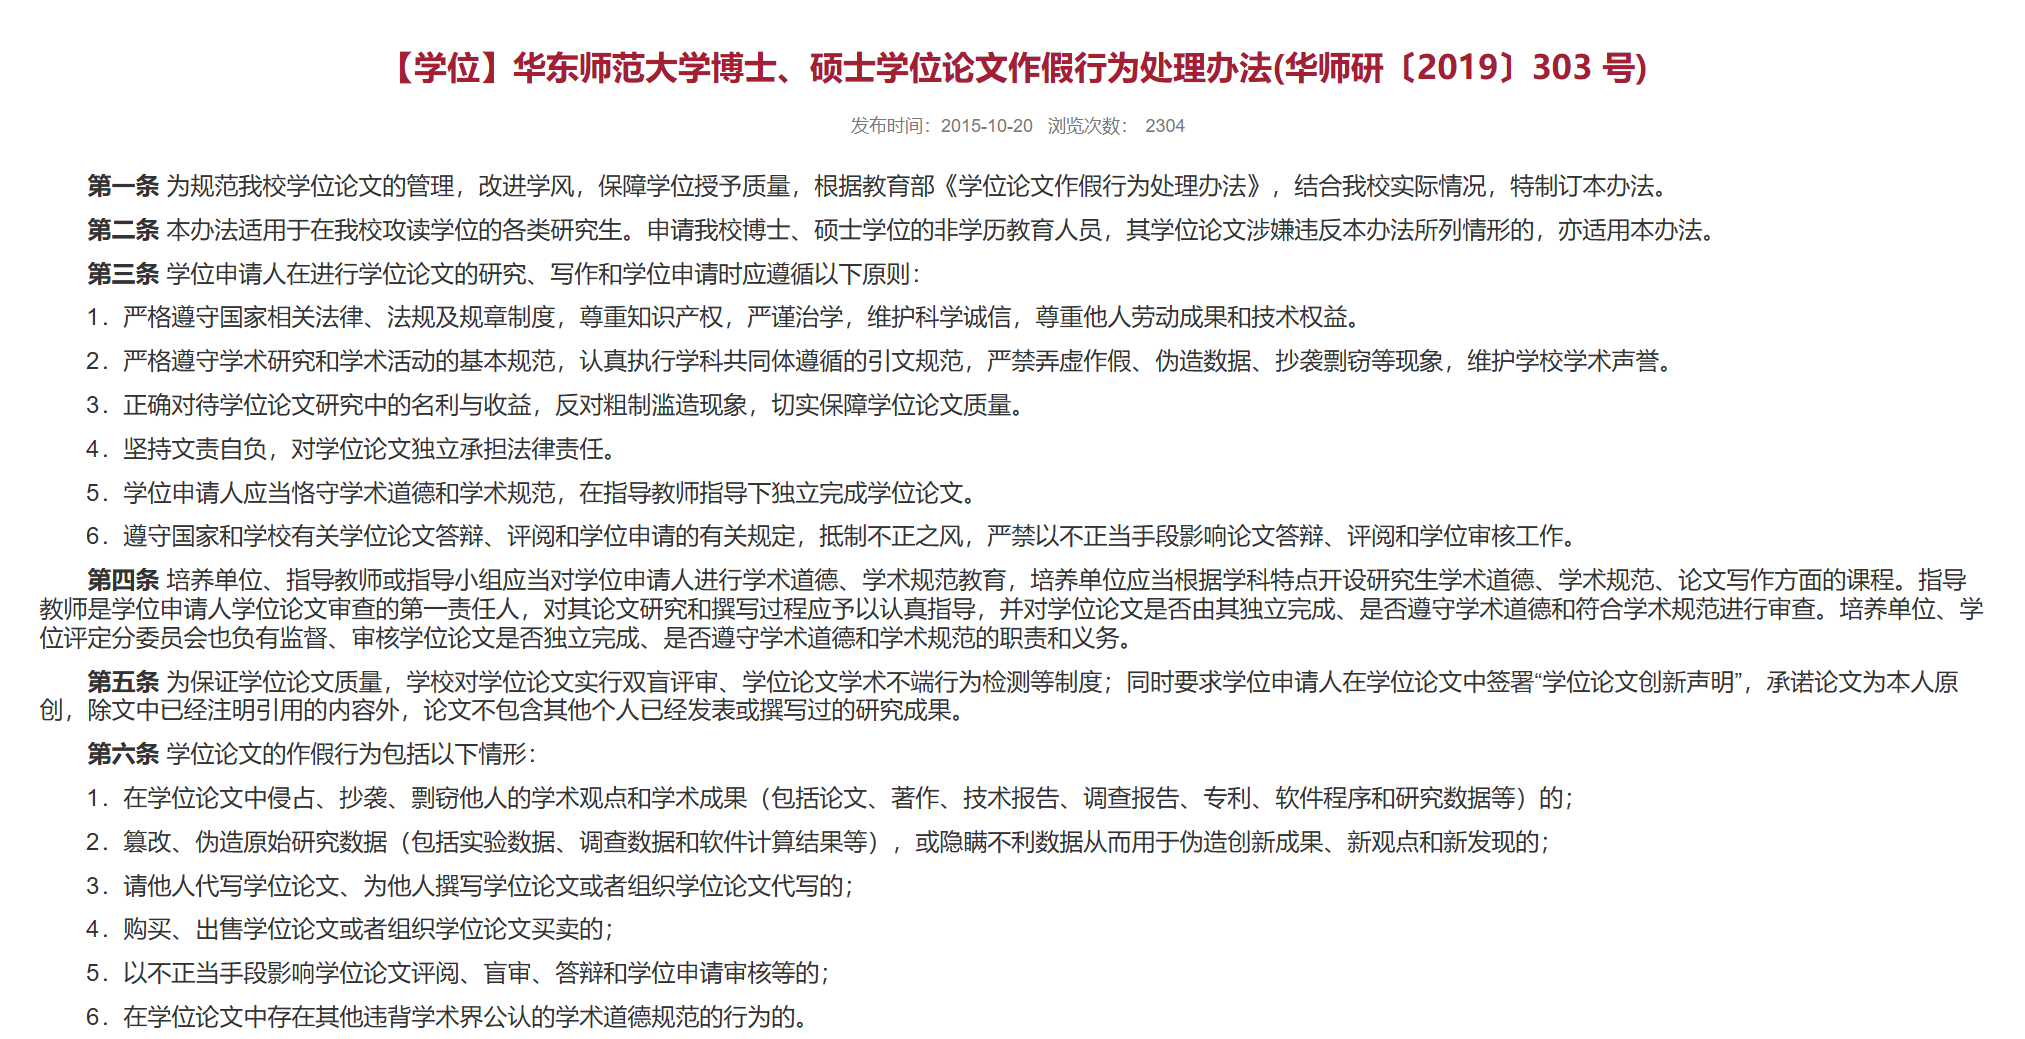 【学位】华东师范大学博士、硕士学位论文作假行为处理办法(华师研〔2019〕303 号)
发布时间：2015-10-20 浏览次数： 2304
第一条 为规范我校学位论文的管理，改进学风，保障学位授予质量，根据教育部《学位论文作假行为处理办法》，结合我校实际情况，特制订本办法。
第二条 本办法适用于在我校攻读学位的各类研究生。申请我校博士、硕士学位的非学历教育人员，其学位论文涉嫌违反本办法所列情形的，亦适用本办法。
第三条 学位申请人在进行学位论文的研究、写作和学位申请时应遵循以下原则：
1．严格遵守国家相关法律、法规及规章制度，尊重知识产权，严谨治学，维护科学诚信，尊重他人劳动成果和技术权益。
2．严格遵守学术研究和学术活动的基本规范，认真执行学科共同体遵循的引文规范，严禁弄虚作假、伪造数据、抄袭剽窃等现象，维护学校学术声誉。
3．正确对待学位论文研究中的名利与收益，反对粗制滥造现象，切实保障学位论文质量。
4．坚持文责自负，对学位论文独立承担法律责任。
5．学位申请人应当恪守学术道德和学术规范，在指导教师指导下独立完成学位论文。
6．遵守国家和学校有关学位论文答辩、评阅和学位申请的有关规定，抵制不正之风，严禁以不正当手段影响论文答辩、评阅和学位审核工作。
第四条 培养单位、指导教师或指导小组应当对学位申请人进行学术道德、学术规范教育，培养单位应当根据学科特点开设研究生学术道德、学术规范、论文写作方面的课程。指导
教师是学位申请人学位论文审查的第一责任人，对其论文研究和撰写过程应予以认真指导，并对学位论文是否由其独立完成、是否遵守学术道德和符合学术规范进行审查。培养单位、学
位评定分委员会也负有监督、审核学位论文是否独立完成、是否遵守学术道德和学术规范的职责和义务。
第五条 为保证学位论文质量，学校对学位论文实行双盲评审、学位论文学术不端行为检测等制度；同时要求学位申请人在学位论文中签署“学位论文创新声明”，承诺论文为本人原
创，除文中已经注明引用的内容外，论文不包含其他个人已经发表或撰写过的研究成果。
第六条 学位论文的作假行为包括以下情形：
1．在学位论文中侵占、抄袭、剽窃他人的学术观点和学术成果（包括论文、著作、技术报告、调查报告、专利、软件程序和研究数据等）的；
2．篡改、伪造原始研究数据（包括实验数据、调查数据和软件计算结果等），或隐瞒不利数据从而用于伪造创新成果、新观点和新发现的；
3．请他人代写学位论文、为他人撰写学位论文或者组织学位论文代写的；
4．购买、出售学位论文或者组织学位论文买卖的；
5．以不正当手段影响学位论文评阅、盲审、答辩和学位申请审核等的；
6．在学位论文中存在其他违背学术界公认的学术道德规范的行为的。